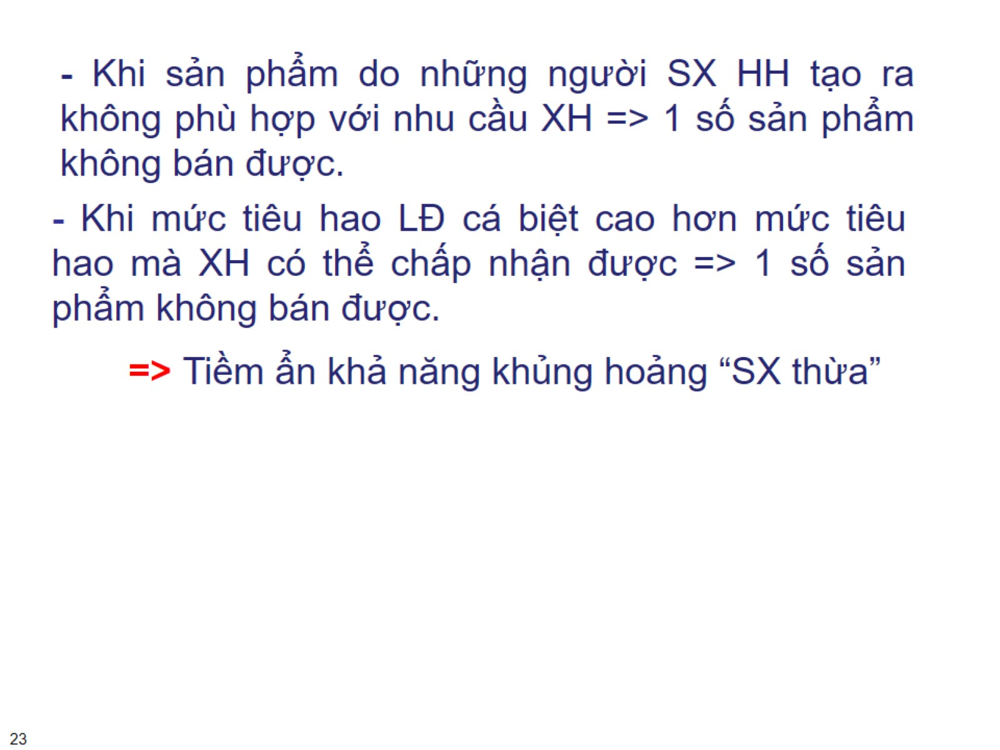 - Khi sản phẩm do những người SX HH tạo ra
không phù hợp với nhu cầu XH => 1 số sản phẩm
không bán được.
- Khi mức tiêu hao LĐ cá biệt cao hơn mức tiêu
hao mà XH có thể chấp nhận được => 1 số sản
phẩm không bán được.
=> Tiềm ẩn khả năng khủng hoảng “SX thừa”
23